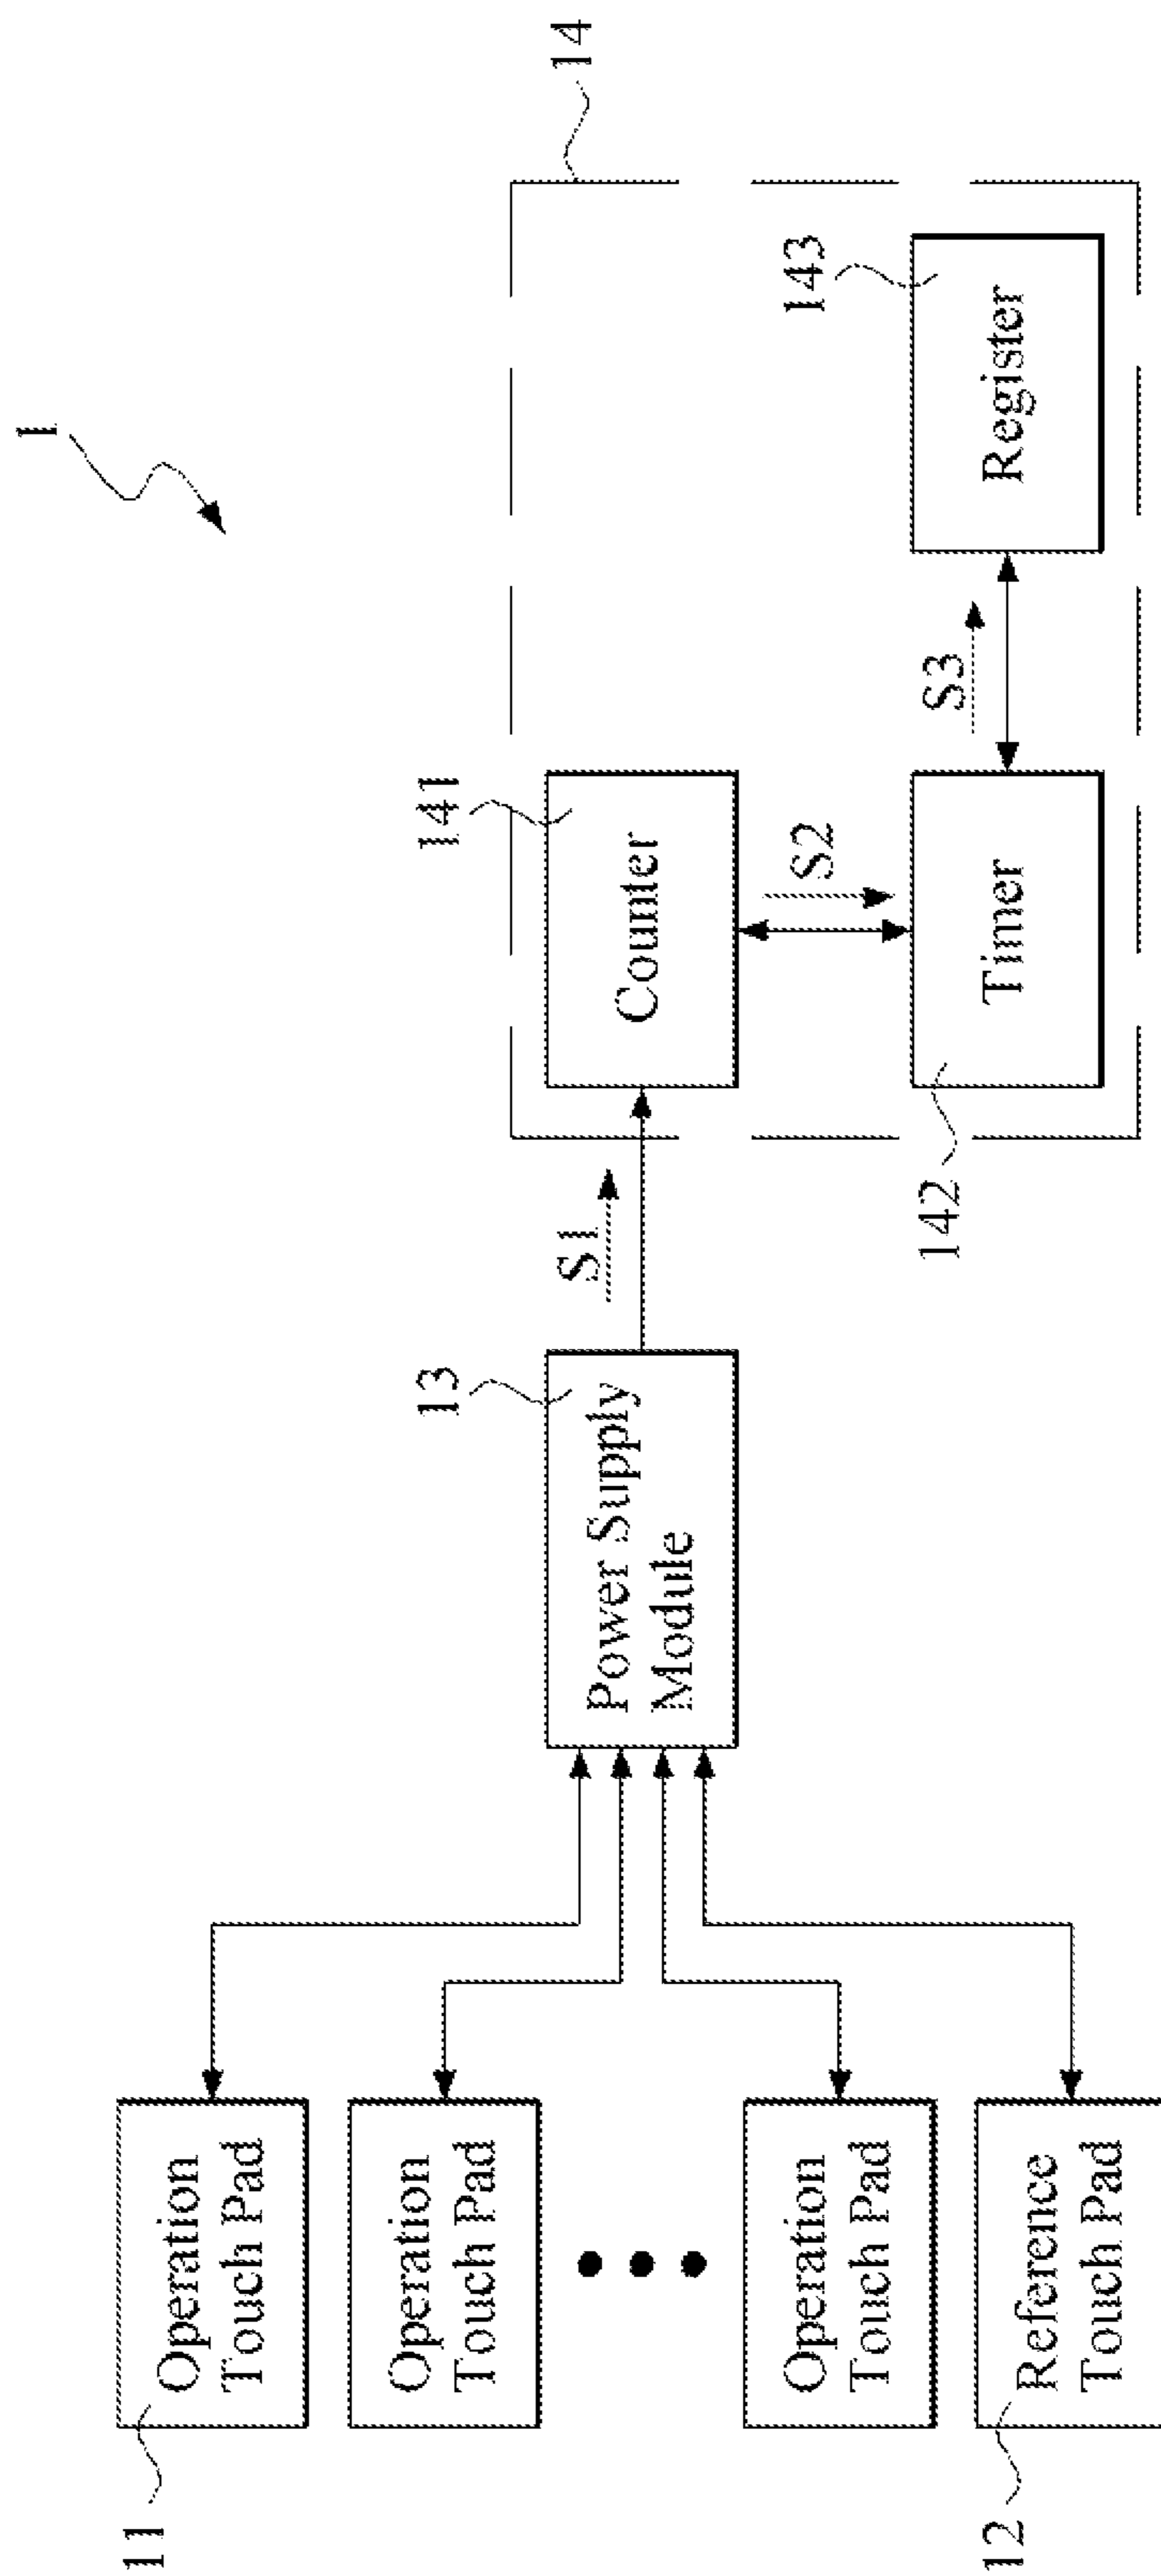 1
14
11
Operation
Touch Pad
Operation
Touch Pad
Operation
Touch Pad
12
Reference
Touch Pad
13
Power Supply
Module
S1
141
Counter
S2
142
Timer
S3
143
Register